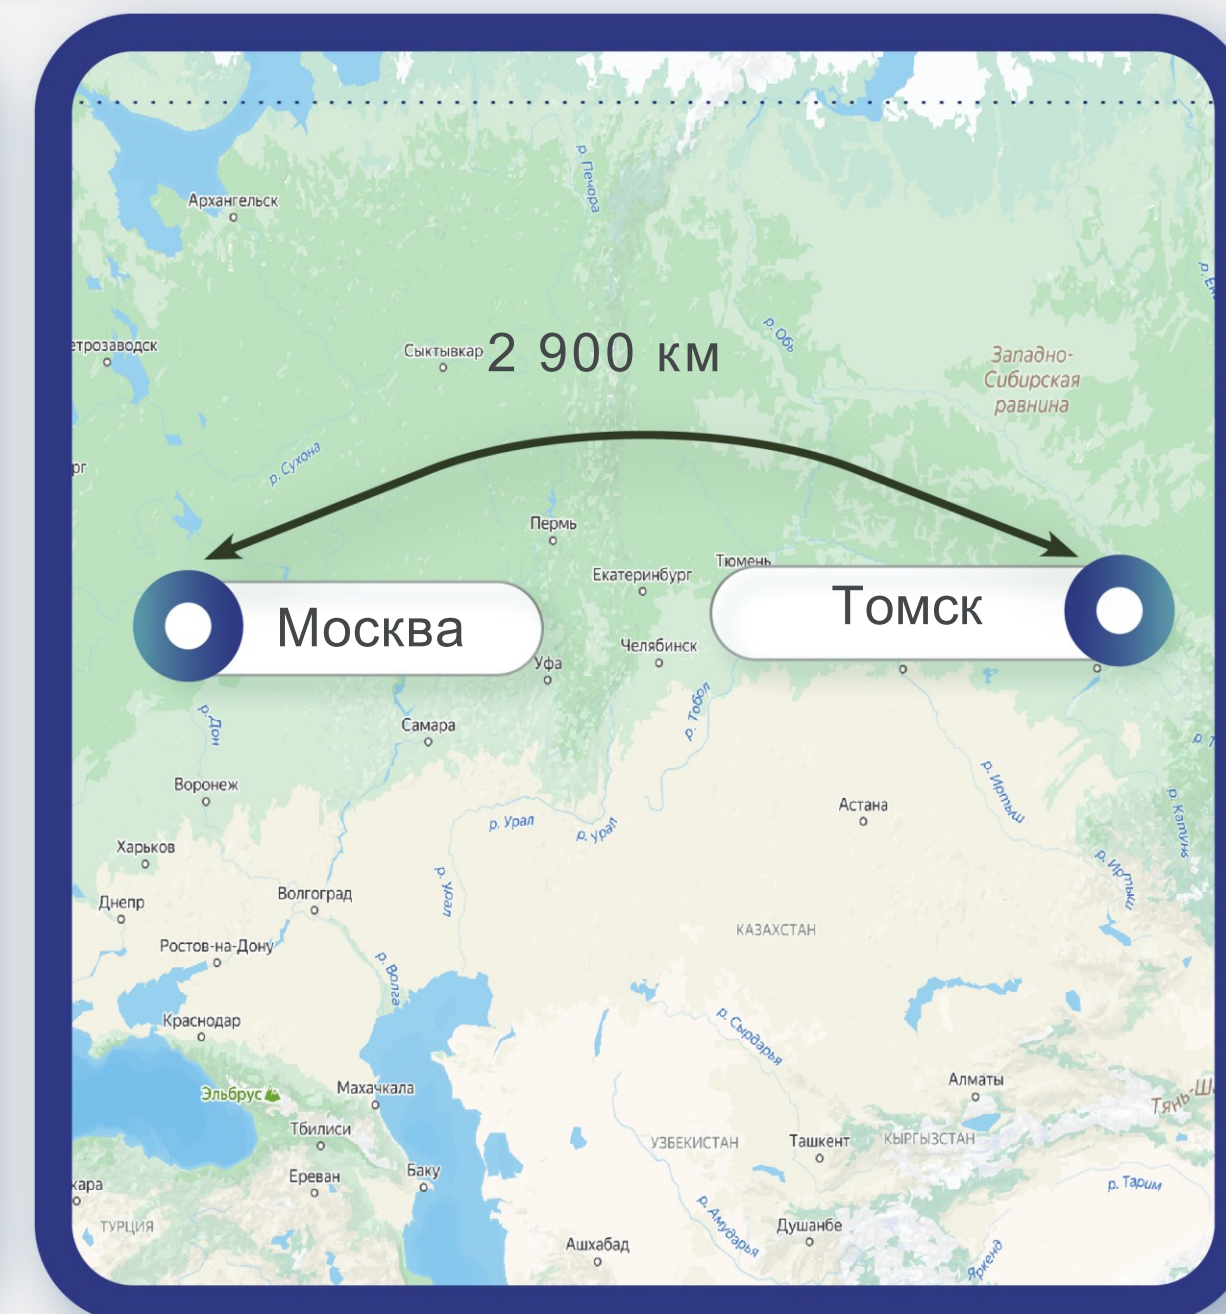 р. Печора
Архангельск
р. Обь
етрозаводск
Сыктывкар
2 900 км
Западно-
Сибирская
равнина
р. Сухона
рг
Пермь
Тюмень
Екатеринбург
Москва
Томск
Челябинск
Уфа
р. Дон
р. Тобол
Самара
Воронеж
р. Иртыш
р. Катунь
Астана
р. Урал
р. Урал
Харьков
р. Урал
р. Иртыш
Днепр
Волгоград
КАЗАХСТАН
Ростов-на-Дону
р. Волга
Краснодар
р. Сырдарья
Эльбрус
Махачкала
Алматы
Тянь-Ш
Тбилиси
УЗБЕКИСТАН
Ташкент
КЫРГЫЗСТАН
Ереван
Баку
кара
р. Тарим
ТУРЦИЯ
р. Амударья
Душанбе
Ашхабад
Яркенд